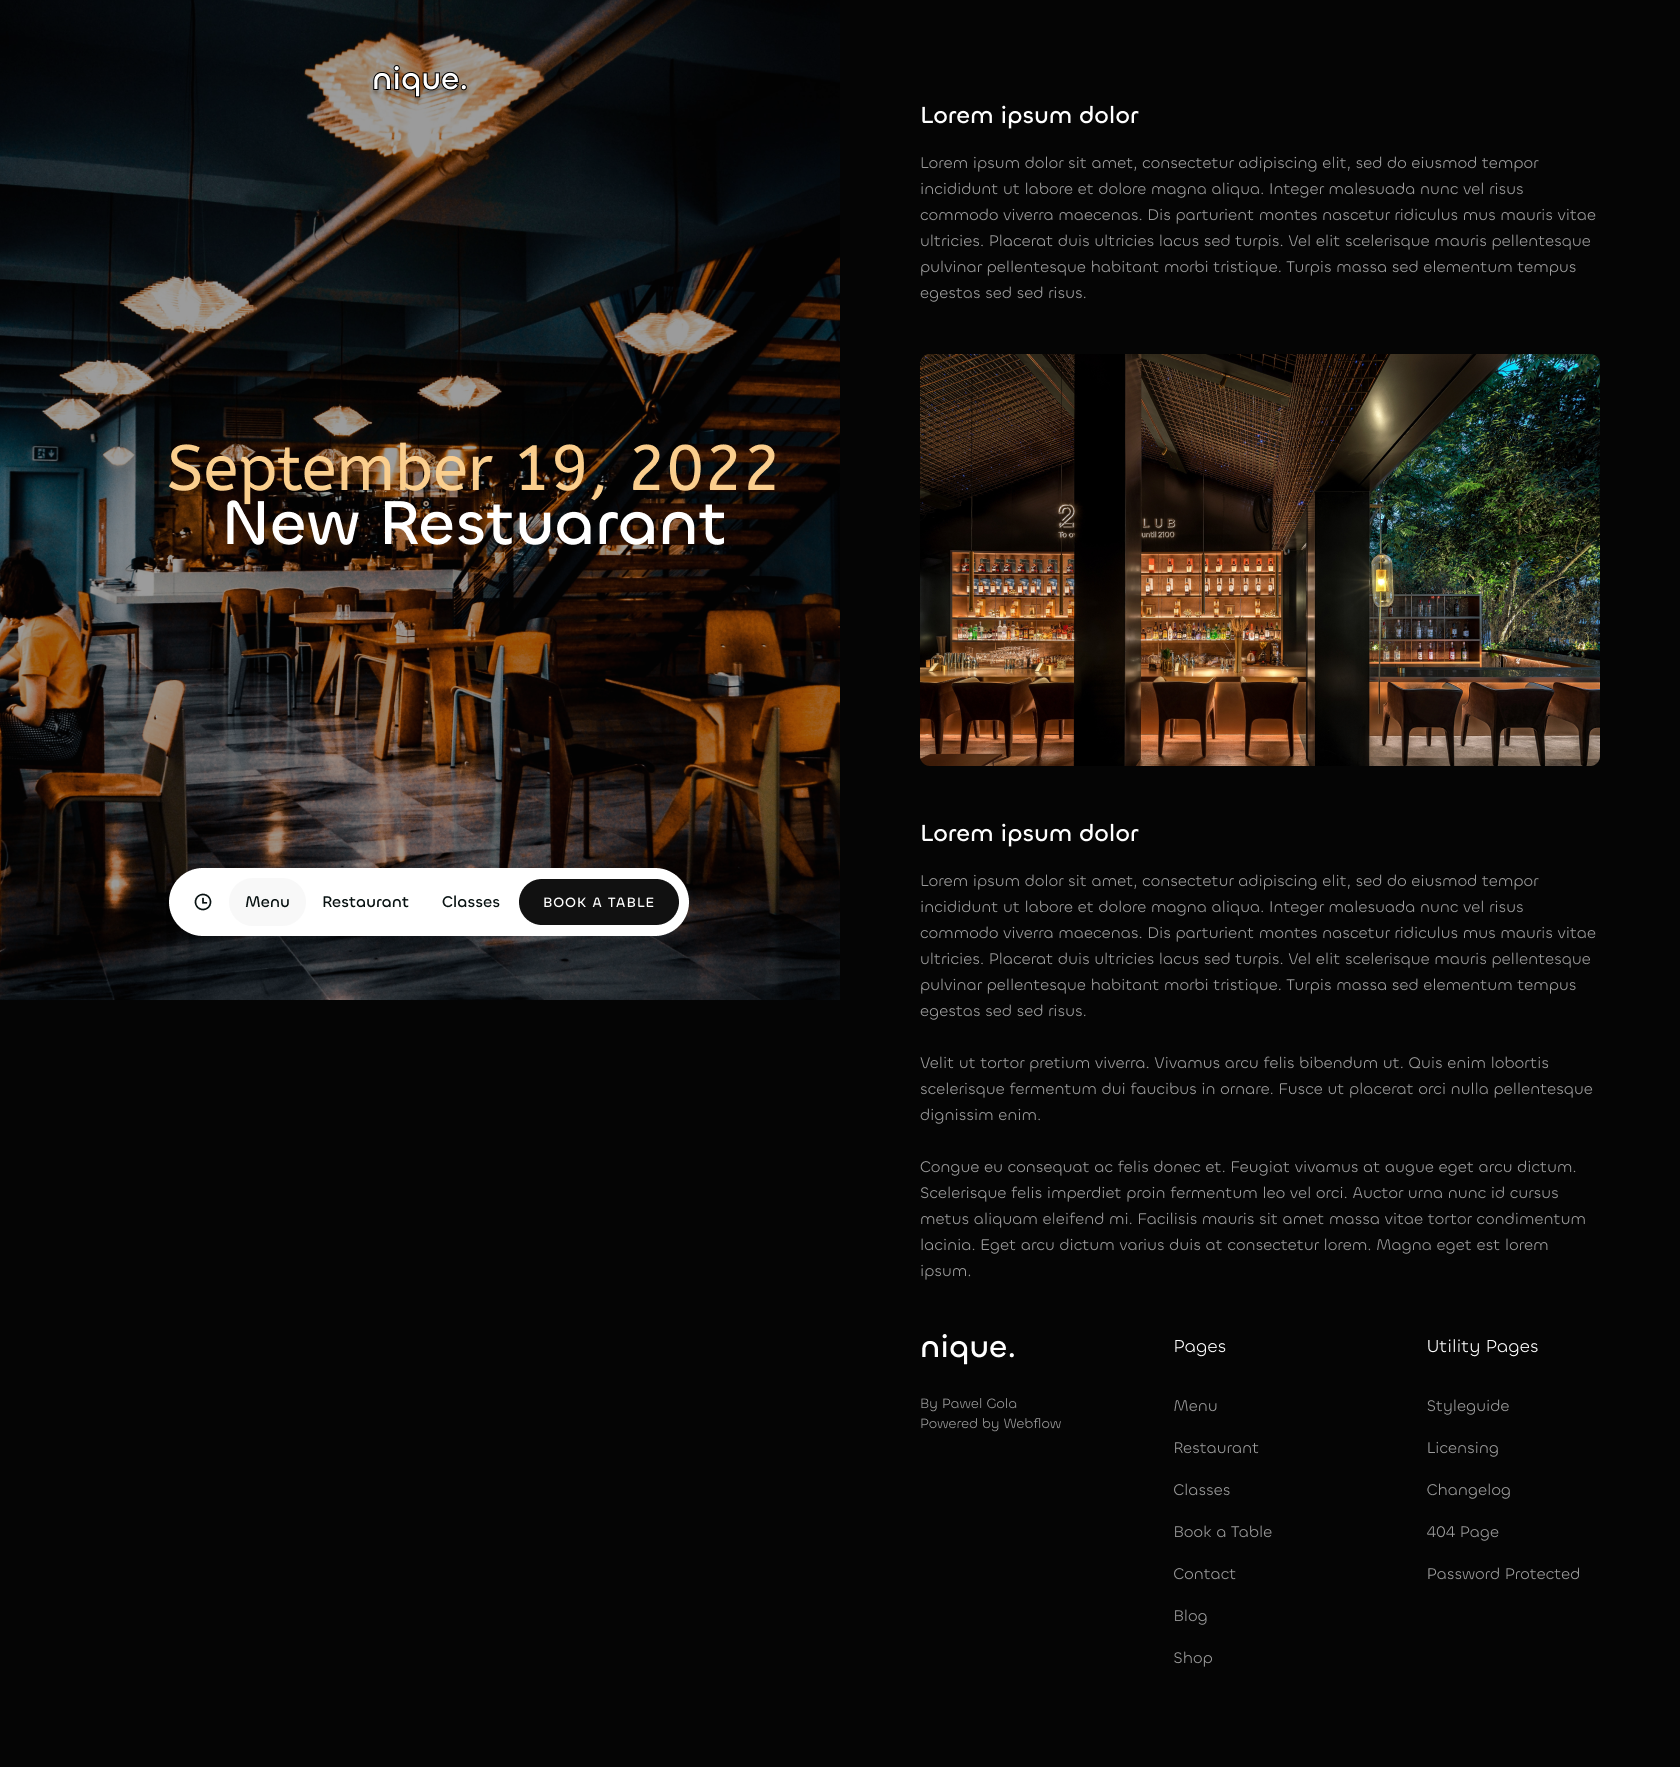 nique.
September 19, 2022
New Restuarant
Menu
Restaurant
Classes
BOOK A TABLE
Lorem ipsum dolor
Lorem ipsum dolor sit amet, consectetur adipiscing elit, sed do eiusmod tempor
incididunt ut labore et dolore magna aliqua. Integer malesuada nunc vel risus
commodo viverra maecenas. Dis parturient montes nascetur ridiculus mus mauris vitae
ultricies. Placerat duis ultricies lacus sed turpis. Vel elit scelerisque mauris pellentesque
pulvinar pellentesque habitant morbi tristique. Turpis massa sed elementum tempus
egestas sed sed risus.
2 LUB
To until 2100
Lorem ipsum dolor
Lorem ipsum dolor sit amet, consectetur adipiscing elit, sed do eiusmod tempor
incididunt ut labore et dolore magna aliqua. Integer malesuada nunc vel risus
commodo viverra maecenas. Dis parturient montes nascetur ridiculus mus mauris vitae
ultricies. Placerat duis ultricies lacus sed turpis. Vel elit scelerisque mauris pellentesque
pulvinar pellentesque habitant morbi tristique. Turpis massa sed elementum tempus
egestas sed sed risus.
Velit ut tortor pretium viverra. Vivamus arcu felis bibendum ut. Quis enim lobortis
scelerisque fermentum dui faucibus in ornare. Fusce ut placerat orci nulla pellentesque
dignissim enim.
Congue eu consequat ac felis donec et. Feugiat vivamus at augue eget arcu dictum.
Scelerisque felis imperdiet proin fermentum leo vel orci. Auctor urna nunc id cursus
metus aliquam eleifend mi. Facilisis mauris sit amet massa vitae tortor condimentum
lacinia. Eget arcu dictum varius duis at consectetur lorem. Magna eget est lorem
ipsum.
nique.
By Pawel Gola
Powered by Webflow
Pages
Menu
Restaurant
Classes
Book a Table
Contact
Blog
Shop
Utility Pages
Styleguide
Licensing
Changelog
404 Page
Password Protected